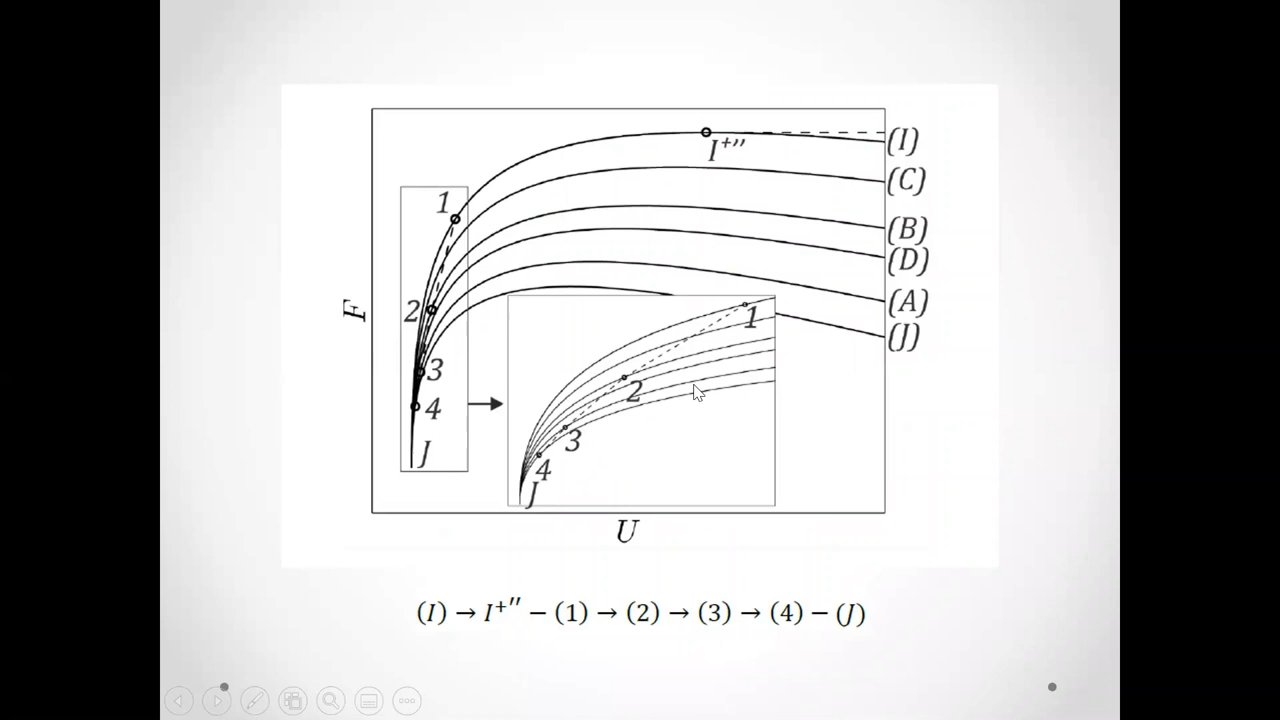 (I)
I⁺″
(C)
1
(B)
(D)
F
2
(A)
1
(J)
3
2
4
3
J
4
J
U
(I) → I⁺″ − (1) → (2) → (3) → (4) − (J)